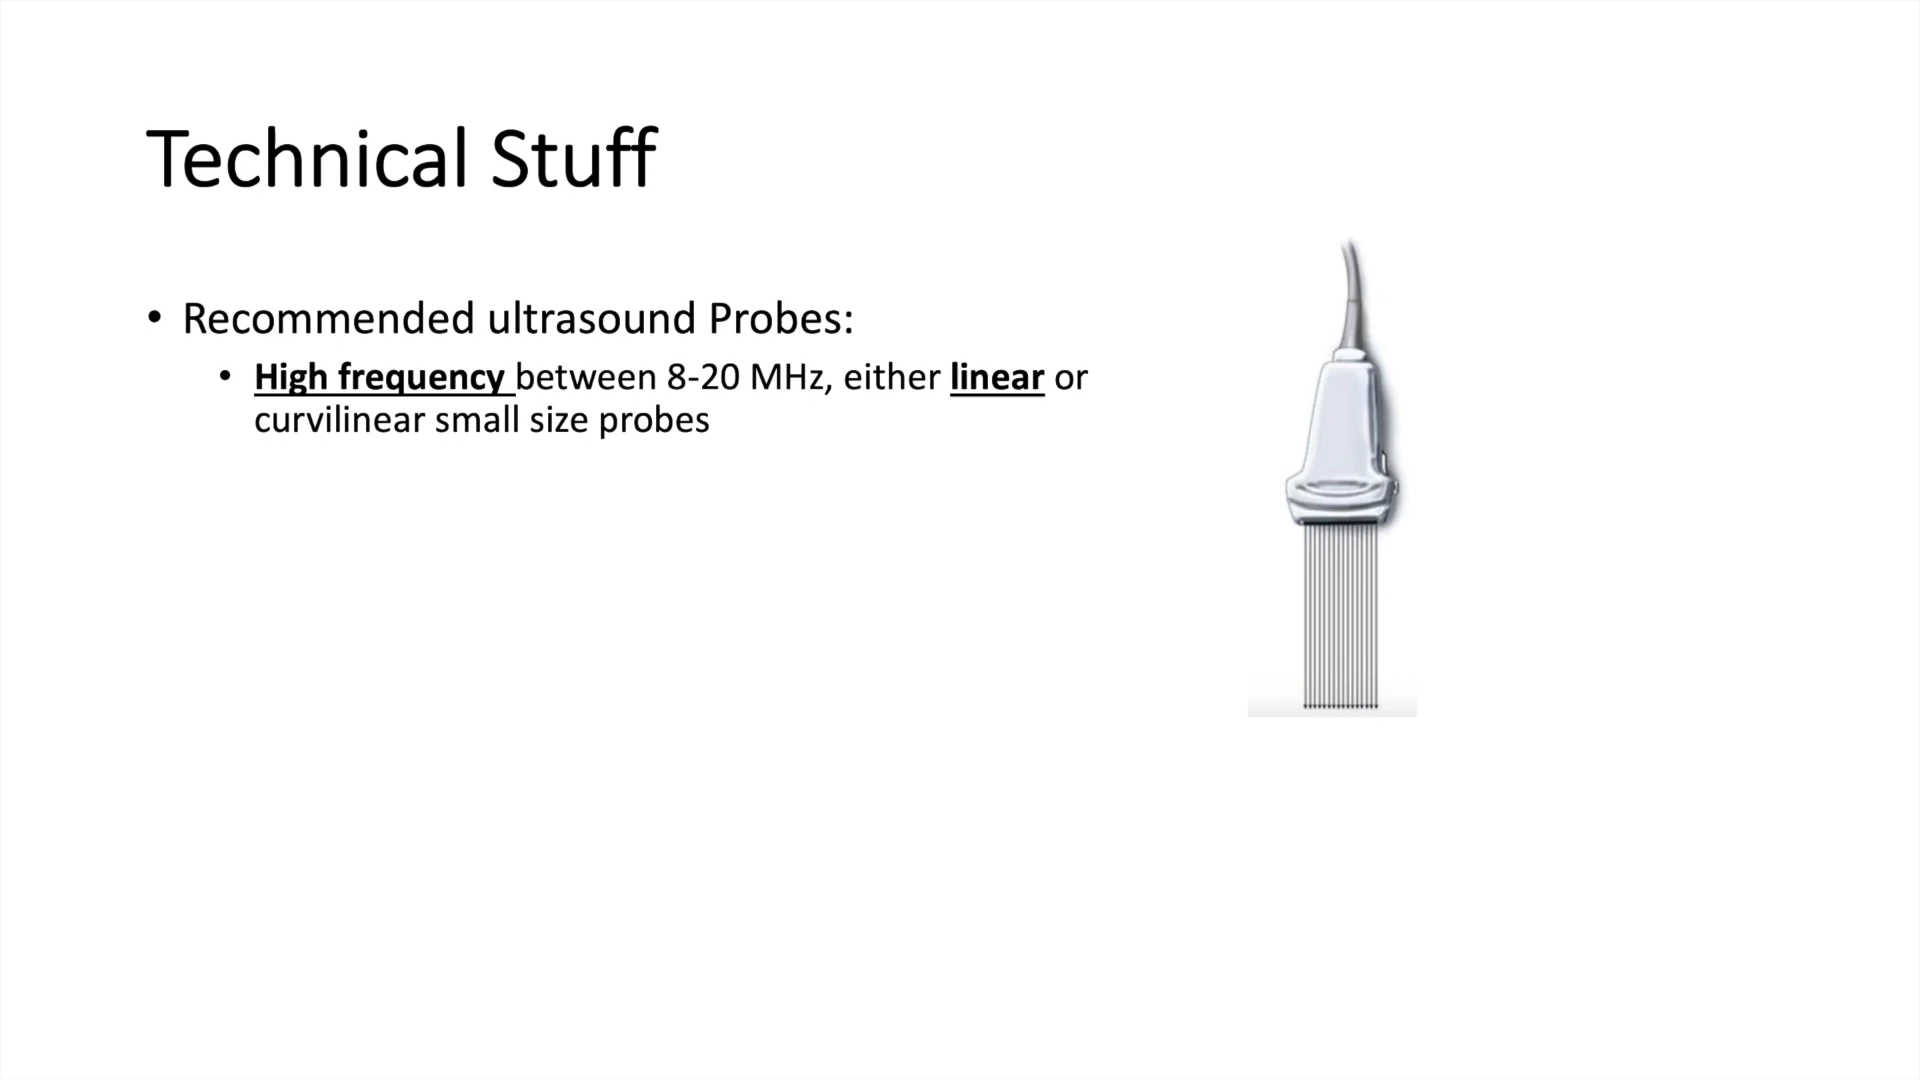 Technical Stuff
• Recommended ultrasound Probes:
• High frequency between 8-20 MHz, either linear or
curvilinear small size probes